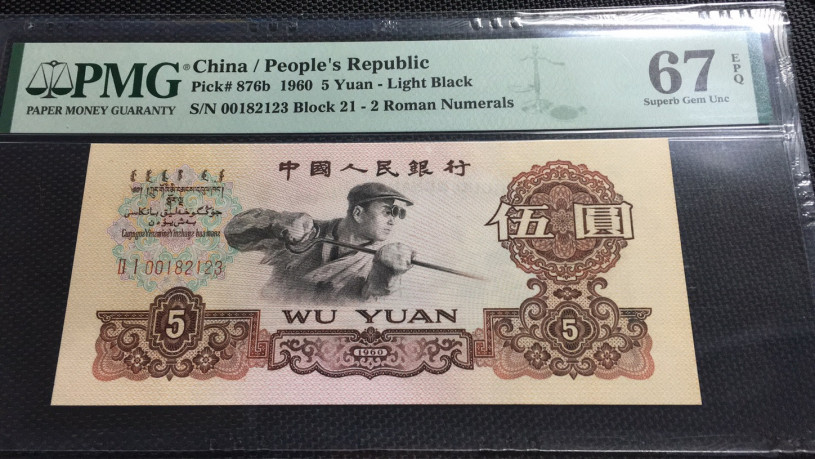 PMG® China / People's Republic
Pick# 876b 1960 5 Yuan - Light Black
PAPER MONEY GUARANTY S/N 00182123 Block 21 - 2 Roman Numerals
67 EPQ
Superb Gem Unc
中國人民銀行
伍圓
II I 00182123
5
WU YUAN
5
1960